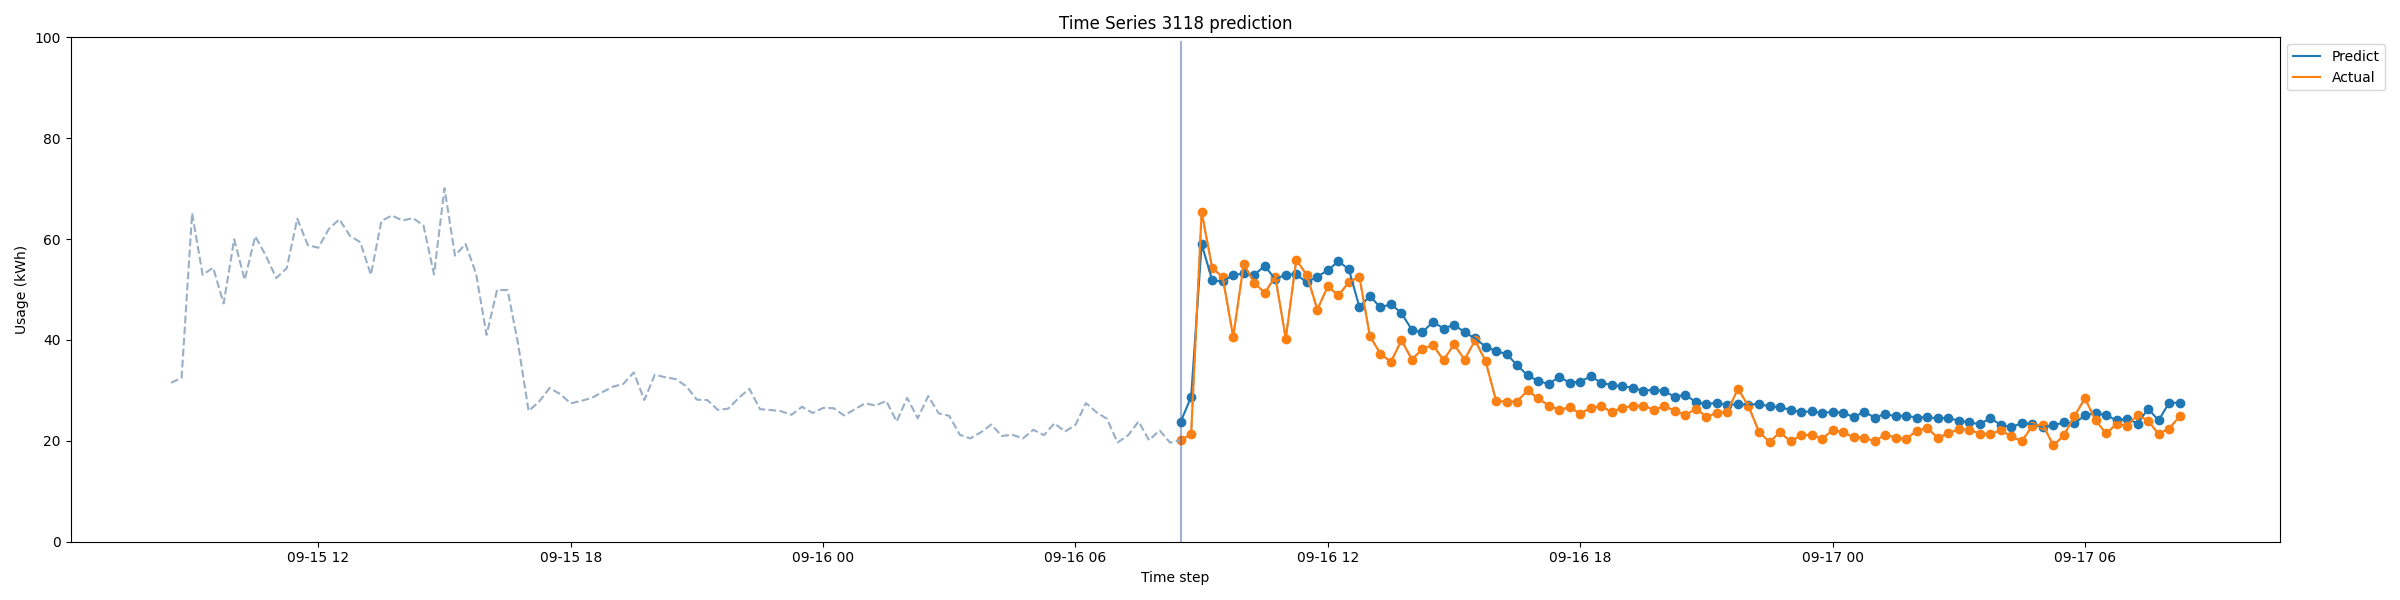 Time Series 3118 prediction
Usage (kWh)
100
80
60
40
20
0
09-15 12
09-15 18
09-16 00
09-16 06
09-16 12
09-16 18
09-17 00
09-17 06
Time step
Predict
Actual